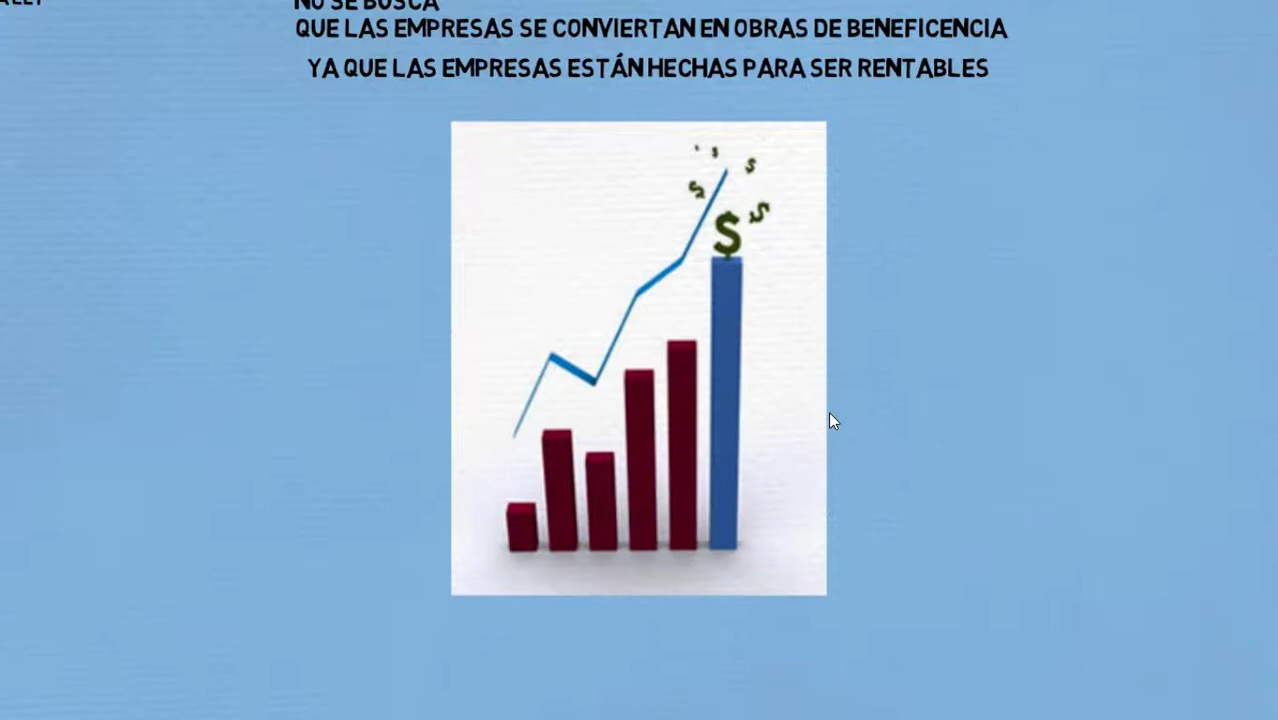 NO SE BUSCA
QUE LAS EMPRESAS SE CONVIERTAN EN OBRAS DE BENEFICENCIA
YA QUE LAS EMPRESAS ESTÁN HECHAS PARA SER RENTABLES
$